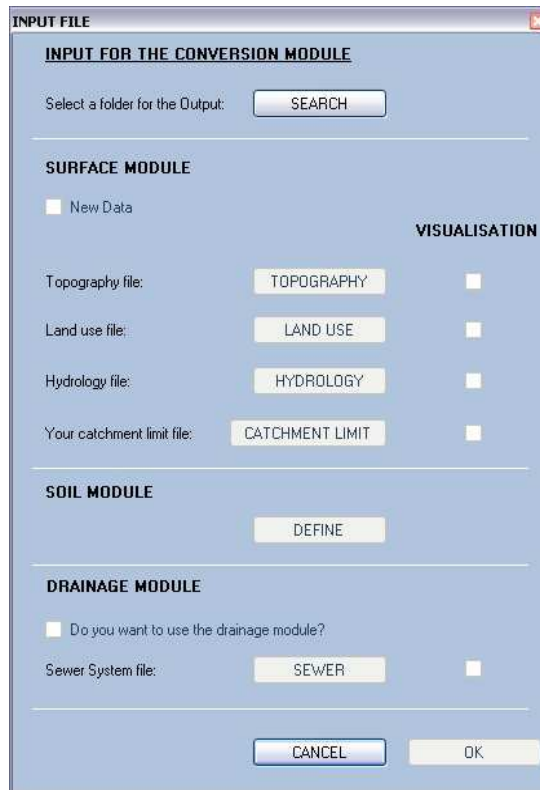 INPUT FILE
INPUT FOR THE CONVERSION MODULE
Select a folder for the Output: SEARCH
SURFACE MODULE
New Data
VISUALISATION
Topography file: TOPOGRAPHY
Land use file: LAND USE
Hydrology file: HYDROLOGY
Your catchment limit file: CATCHMENT LIMIT
SOIL MODULE
DEFINE
DRAINAGE MODULE
Do you want to use the drainage module?
Sewer System file: SEWER
CANCEL OK